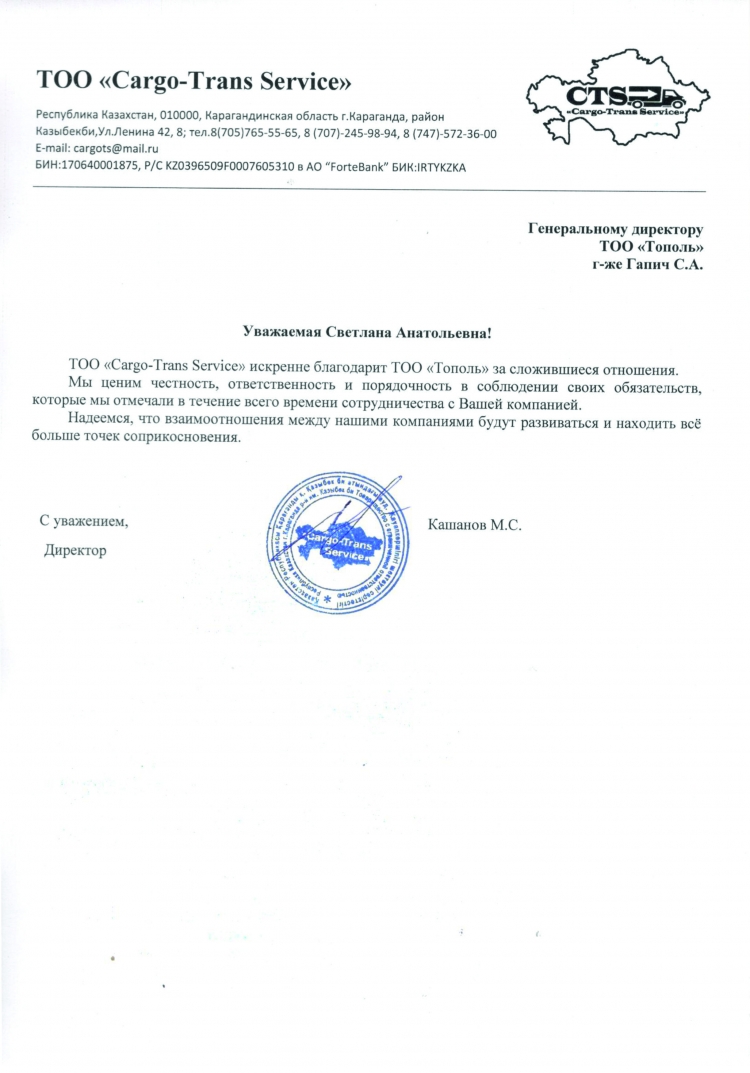 ТОО «Cargo-Trans Service»
CTS
«Cargo-Trans Service»
Республика Казахстан, 010000, Карагандинская область г.Караганда, район
Казыбекби,Ул.Ленина 42, 8; тел.8(705)765-55-65, 8 (707)-245-98-94, 8 (747)-572-36-00
E-mail: cargots@mail.ru
БИН:170640001875, Р/С KZ0396509F0007605310 в АО “ForteBank” БИК:IRTYKZKA
Генеральному директору
ТОО «Тополь»
г-же Гапич С.А.
Уважаемая Светлана Анатольевна!
ТОО «Cargo-Trans Service» искренне благодарит ТОО «Тополь» за сложившиеся отношения.
Мы ценим честность, ответственность и порядочность в соблюдении своих обязательств,
которые мы отмечали в течение всего времени сотрудничества с Вашей компанией.
Надеемся, что взаимоотношения между нашими компаниями будут развиваться и находить всё
больше точек соприкосновения.
С уважением,
Кашанов М.С.
Директор
Cargo-Trans
Service